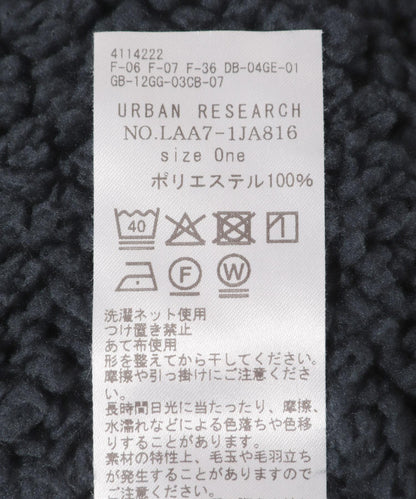 4114222
F-06 F-07 F-36 DB-04GE-01
GB-12GG-03CB-07
URBAN RESEARCH
NO.LAA7-1JA816
size One
ポリエステル100%
40
F W
洗濯ネット使用
つけ置き禁止
あて布使用
形を整えてから干してください。
摩擦や引っ掛けにご注意くださ
い。
長時間日光に当たったり、摩擦、
水濡れなどによる色落ちや色移
りすることがあります。
素材の特性上、毛玉や毛羽立ち
が発生することがあります。